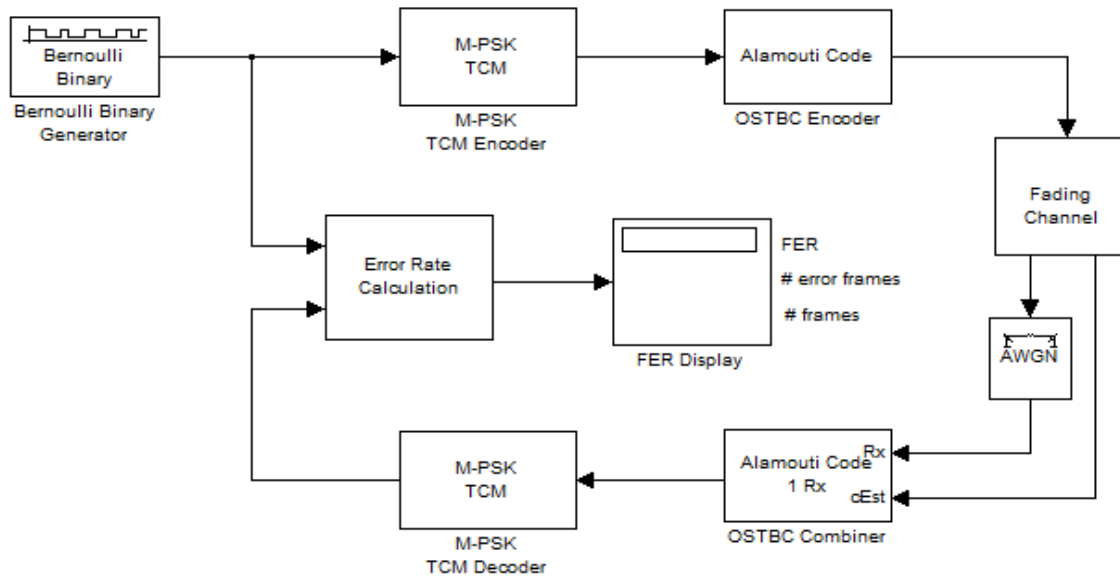 Bernoulli
Binary
Bernoulli Binary
Generator
M-PSK
TCM
M-PSK
TCM Encoder
Alamouti Code
OSTBC Encoder
Fading
Channel
Error Rate
Calculation
FER
# error frames
# frames
FER Display
AWGN
M-PSK
TCM
M-PSK
TCM Decoder
Alamouti Code
1 Rx
Rx
cEst
OSTBC Combiner